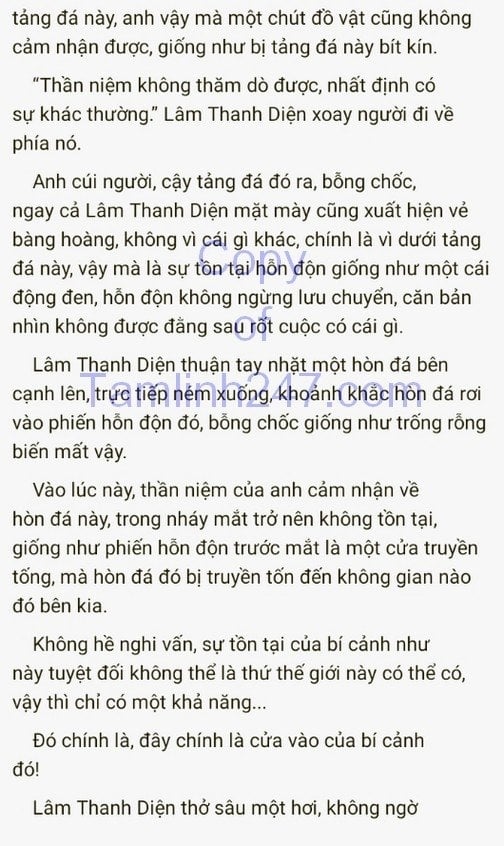 tảng đá này, anh vậy mà một chút đồ vật cũng không
cảm nhận được, giống như bị tảng đá này bít kín.
“Thần niệm không thăm dò được, nhất định có
sự khác thường.” Lâm Thanh Diện xoay người đi về
phía nó.
Anh cúi người, cậy tảng đá đó ra, bỗng chốc,
ngay cả Lâm Thanh Diện mặt mày cũng xuất hiện vẻ
bàng hoàng, không vì cái gì khác, chính là vì dưới tảng
đá này, vậy mà là sự tồn tại hỗn độn giống như một cái
động đen, hỗn độn không ngừng lưu chuyển, căn bản
nhìn không được đằng sau rốt cuộc có cái gì.
Lâm Thanh Diện thuận tay nhặt một hòn đá bên
cạnh lên, trực tiếp ném xuống, khoảnh khắc hòn đá rơi
vào phiến hỗn độn đó, bỗng chốc giống như trống rỗng
biến mất vậy.
Vào lúc này, thần niệm của anh cảm nhận về
hòn đá này, trong nháy mắt trở nên không tồn tại,
giống như phiến hỗn độn trước mắt là một cửa truyền
tống, mà hòn đá đó bị truyền tốn đến không gian nào
đó bên kia.
Không hề nghi vấn, sự tồn tại của bí cảnh như
này tuyệt đối không thể là thứ thế giới này có thể có,
vậy thì chỉ có một khả năng...
Đó chính là, đây chính là cửa vào của bí cảnh
đó!
Lâm Thanh Diện thở sâu một hơi, không ngờ
Copy
of
Tamlinh247.com